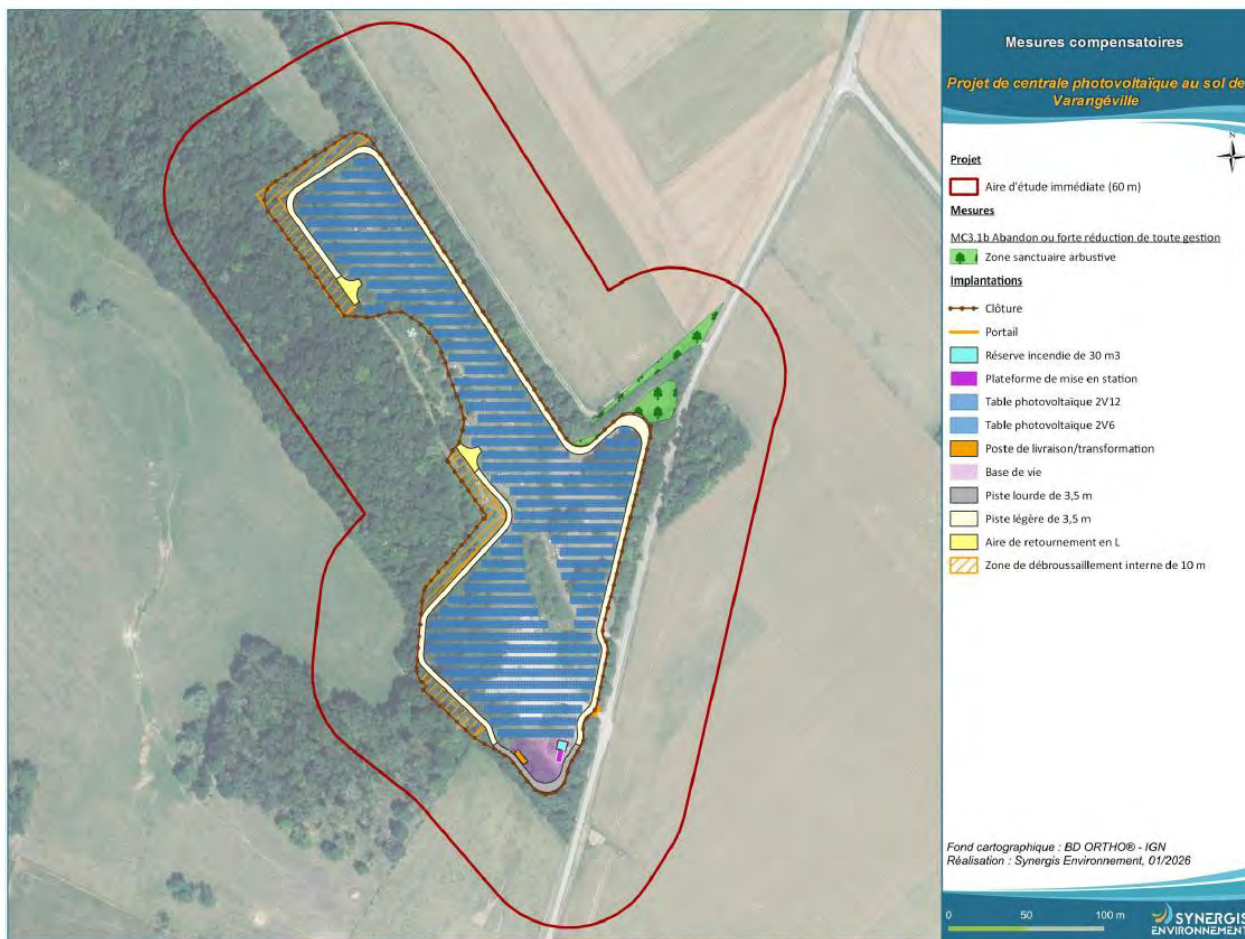 Mesures compensatoires
Projet de centrale photovoltaïque au sol de
Varangéville
N
Projet
Aire d'étude immédiate (60 m)
Mesures
MC3.1b Abandon ou forte réduction de toute gestion
Zone sanctuaire arbustive
Implantations
Clôture
Portail
Réserve incendie de 30 m3
Plateforme de mise en station
Table photovoltaïque 2V12
Table photovoltaïque 2V6
Poste de livraison/transformation
Base de vie
Piste lourde de 3,5 m
Piste légère de 3,5 m
Aire de retournement en L
Zone de débroussaillement interne de 10 m
Fond cartographique : BD ORTHO® - IGN
Réalisation : Synergis Environnement, 01/2026
0 50 100 m
SYNERGIS
ENVIRONNEMENT